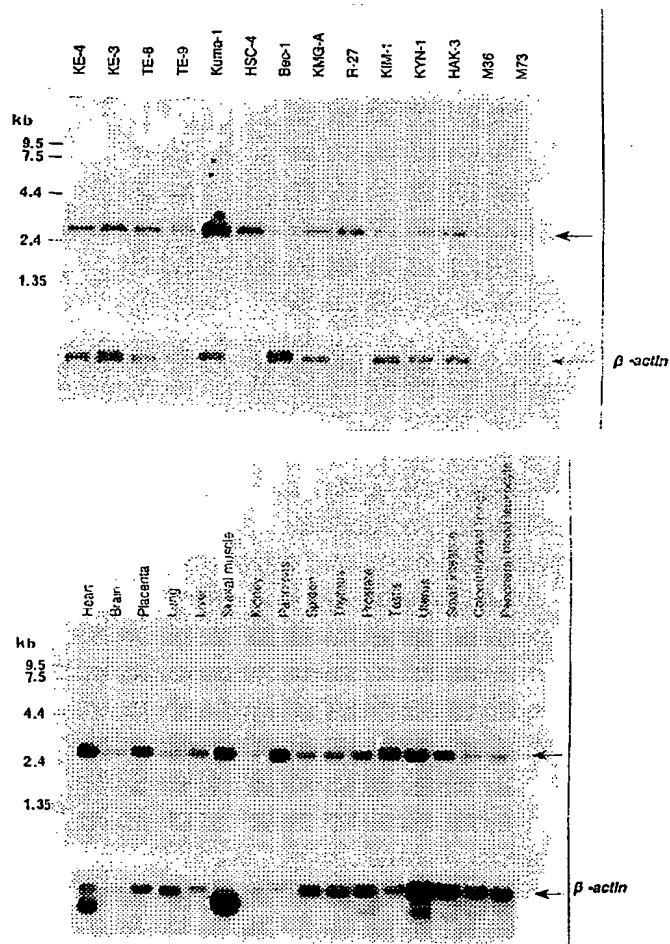 KE-4 KE-3 TE-8 TE-9 Kuma-1 HSC-4 Bec-1 KMG-A R-27 KIM-1 KYN-1 HAK-3 M36 M73
kb
9.5
7.5
4.4
2.4
1.35
β-actin
Heart Brain Placenta Lung Liver Skeletal muscle Kidney Pancreas Spleen Thymus Prostate Testis Uterus Small intestine Peripheral blood leukocyte
kb
9.5
7.5
4.4
2.4
1.35
β-actin